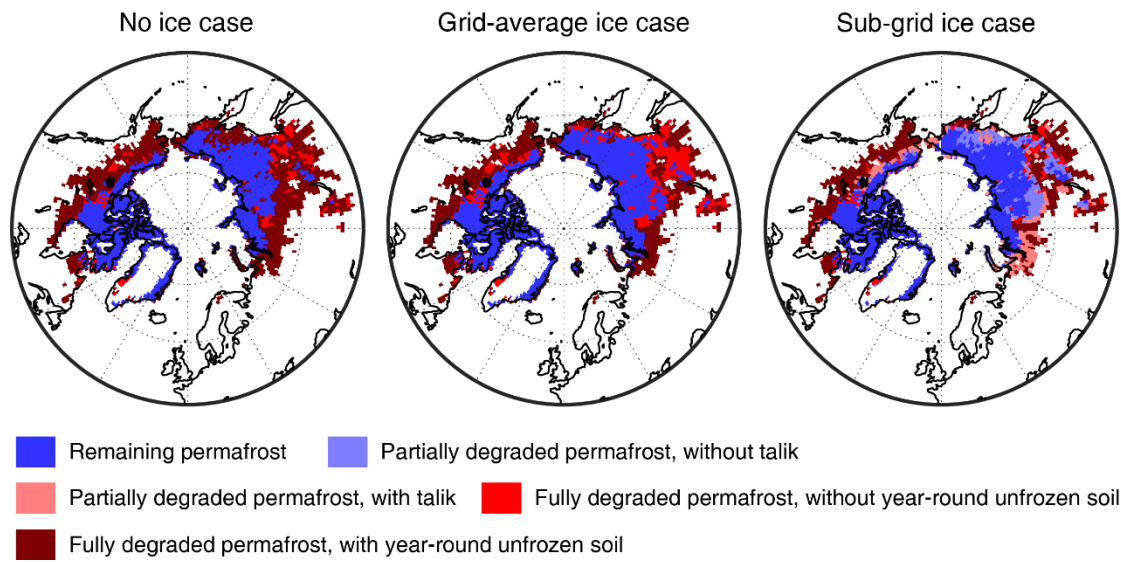 No ice case
Grid-average ice case
Sub-grid ice case
Remaining permafrost
Partially degraded permafrost, without talik
Partially degraded permafrost, with talik
Fully degraded permafrost, without year-round unfrozen soil
Fully degraded permafrost, with year-round unfrozen soil